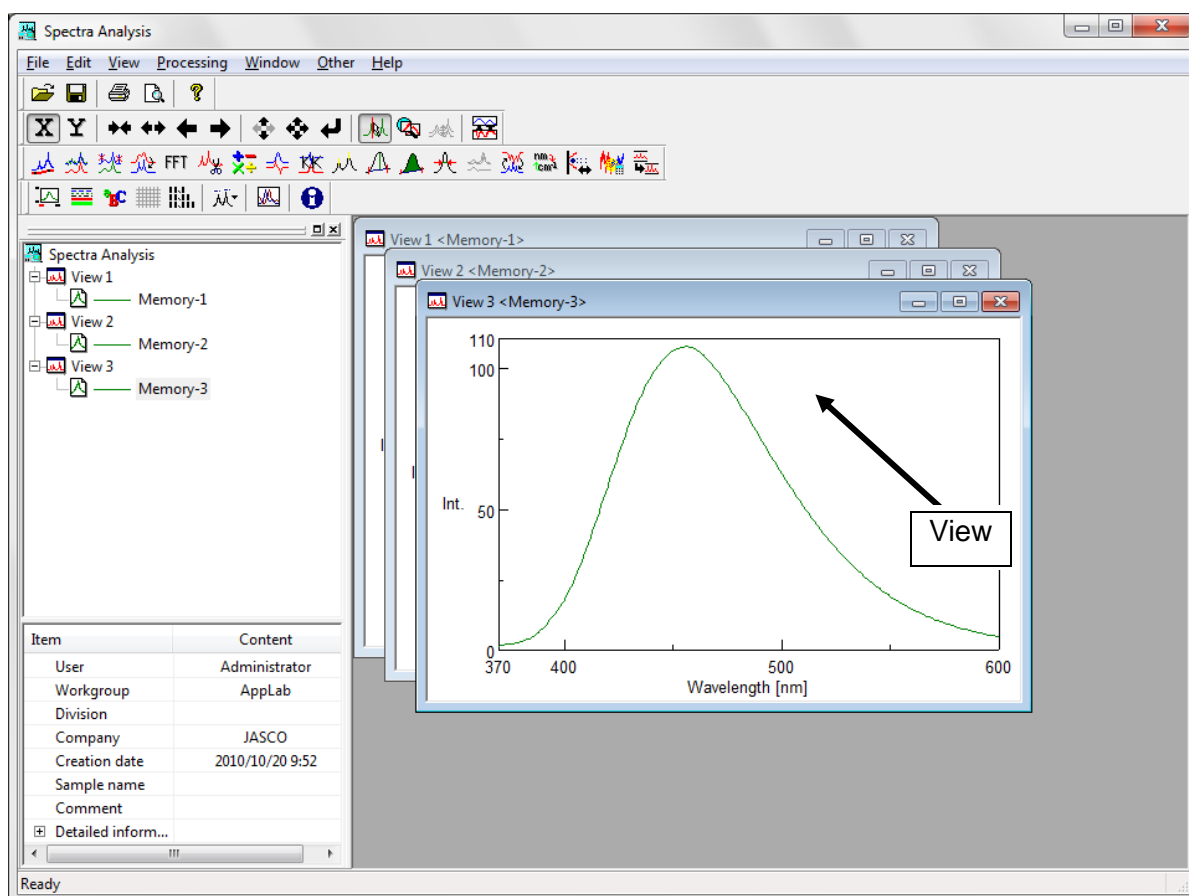 Spectra Analysis
File Edit View Processing Window Other Help
X Y
FFT
Spectra Analysis
View 1
Memory-1
View 2
Memory-2
View 3
Memory-3
View 1 <Memory-1>
View 2 <Memory-2>
View 3 <Memory-3>
110
100
Int.
50
0
370 400 500 600
Wavelength [nm]
View
Item Content
User Administrator
Workgroup AppLab
Division
Company JASCO
Creation date 2010/10/20 9:52
Sample name
Comment
Detailed inform...
Ready